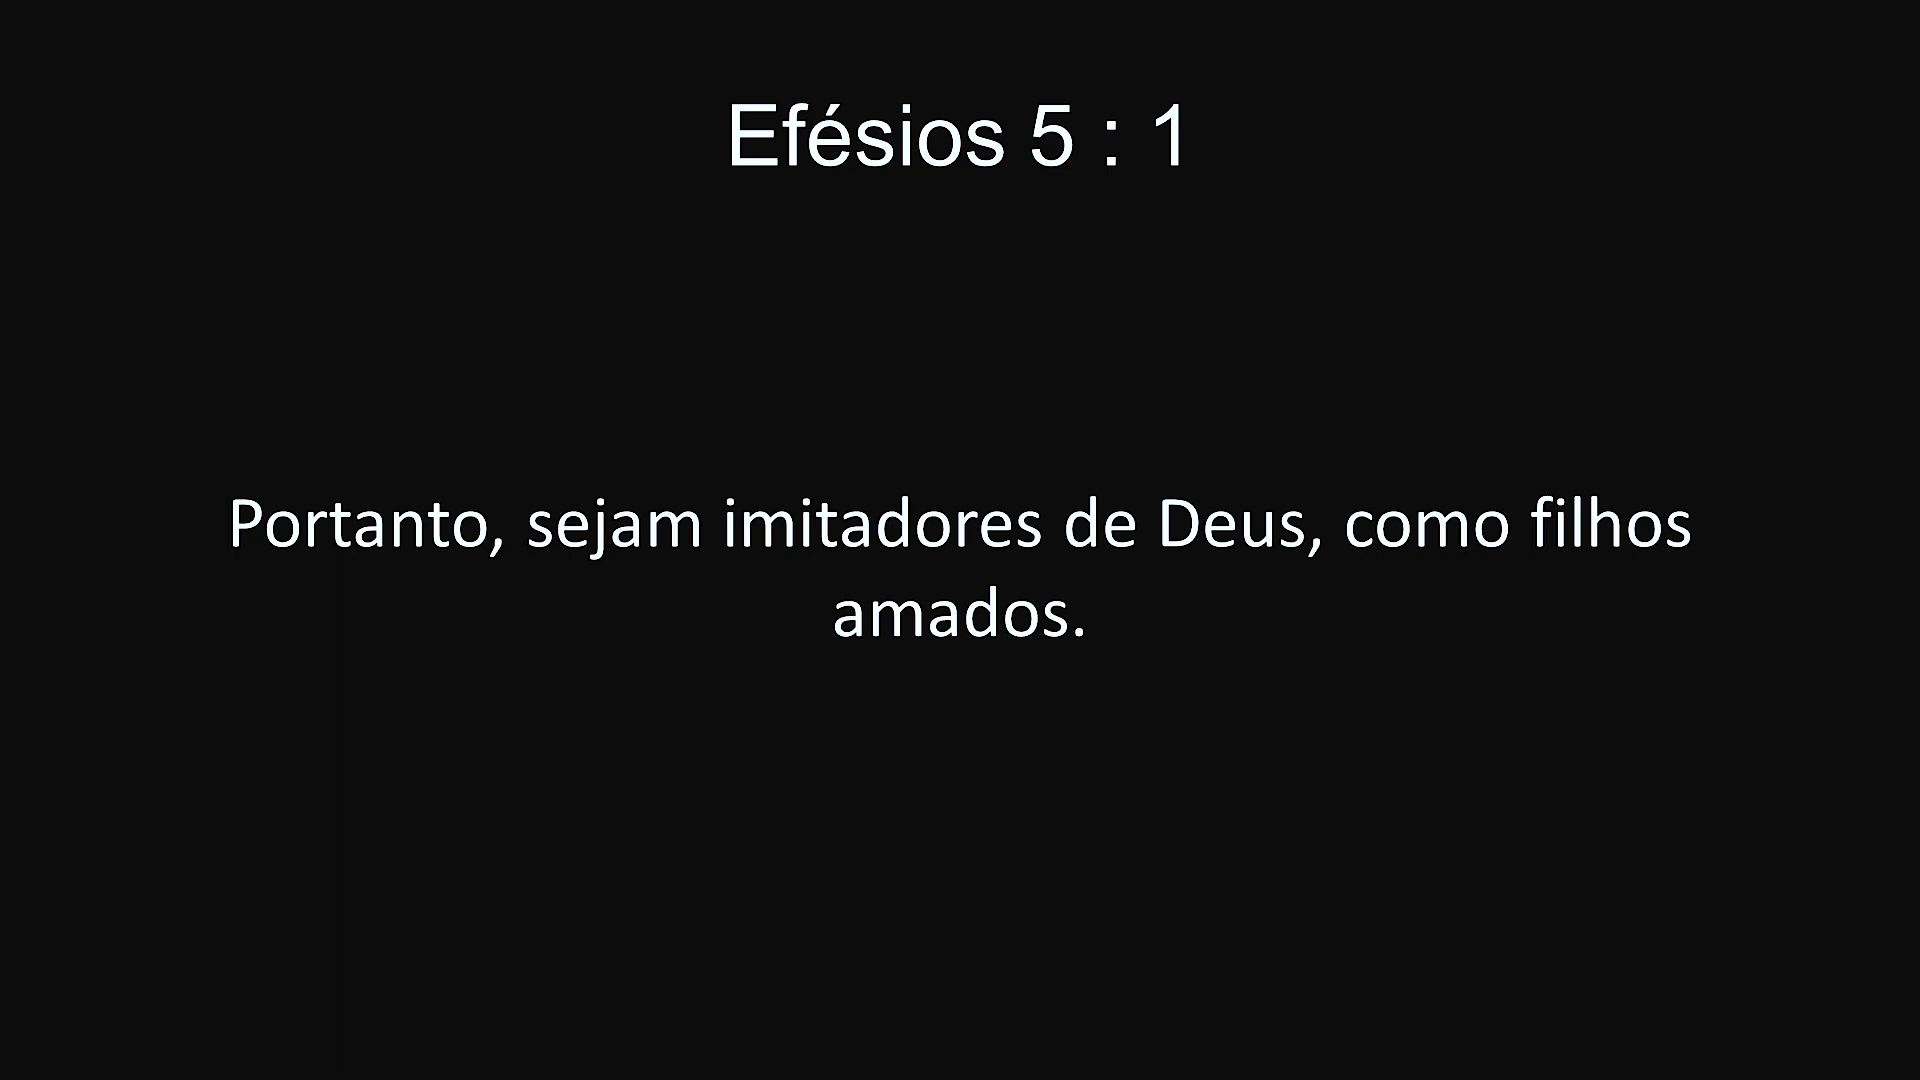 Efésios 5 : 1
Portanto, sejam imitadores de Deus, como filhos
amados.